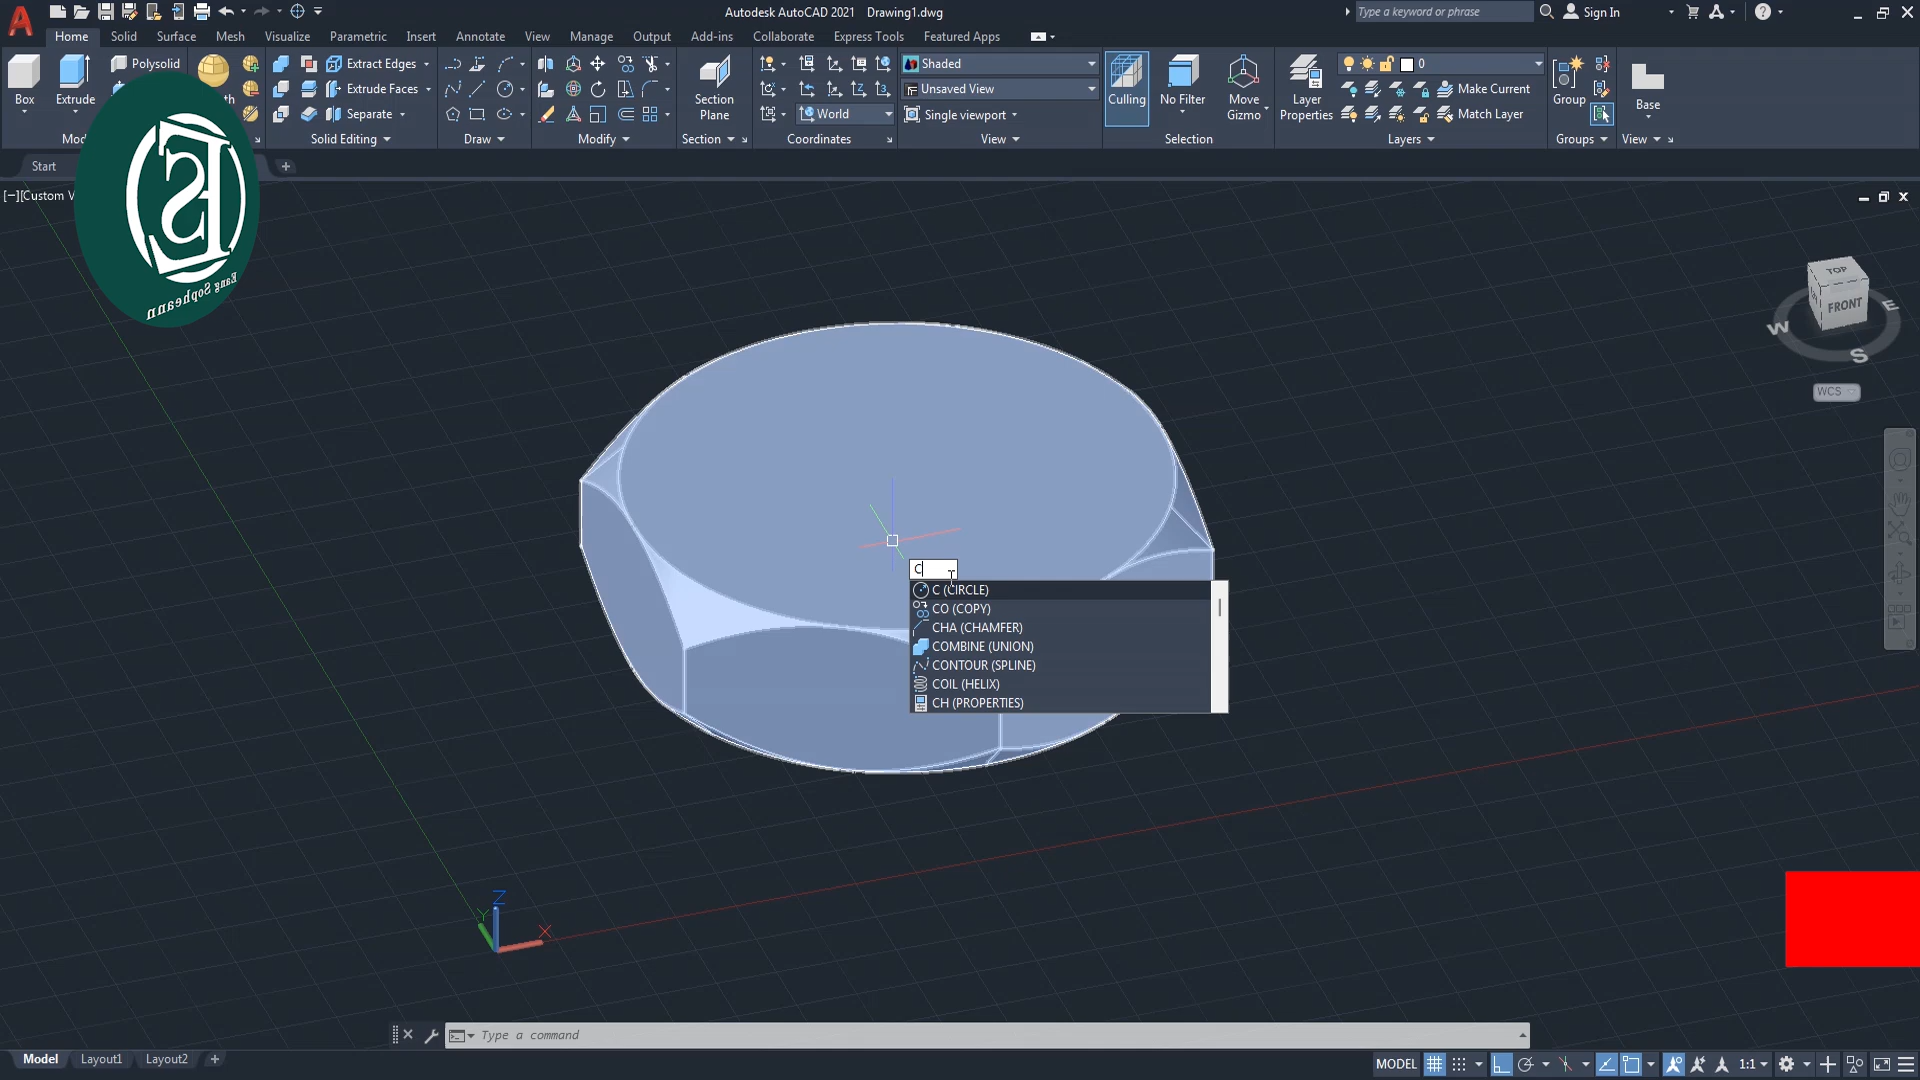 Autodesk AutoCAD 2021 Drawing1.dwg
Type a keyword or phrase
Sign In
Home Solid Surface Mesh Visualize Parametric Insert Annotate View Manage Output Add-ins Collaborate Express Tools Featured Apps
Box
Extrude
Polysolid
Extract Edges
Extrude Faces
Separate
Solid Editing
Draw
Modify
Section Plane
Section
World
Coordinates
Shaded
Unsaved View
Single viewport
View
Culling
No Filter
Move Gizmo
Selection
Layer Properties
0
Make Current
Match Layer
Layers
Group
Groups
Base
View
Start
[−][Custom V
Eang Sopheann
TOP
FRONT
W
S
E
WCS
C
C (CIRCLE)
CO (COPY)
CHA (CHAMFER)
COMBINE (UNION)
CONTOUR (SPLINE)
COIL (HELIX)
CH (PROPERTIES)
Z
Y
X
Type a command
Model Layout1 Layout2
MODEL
1:1